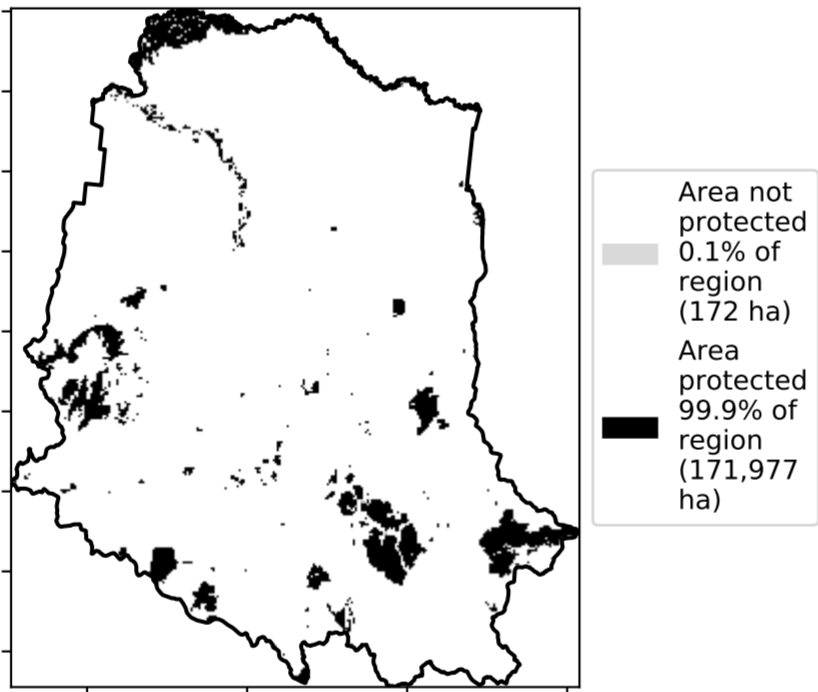 Area not
protected
0.1% of
region
(172 ha)
Area
protected
99.9% of
region
(171,977
ha)